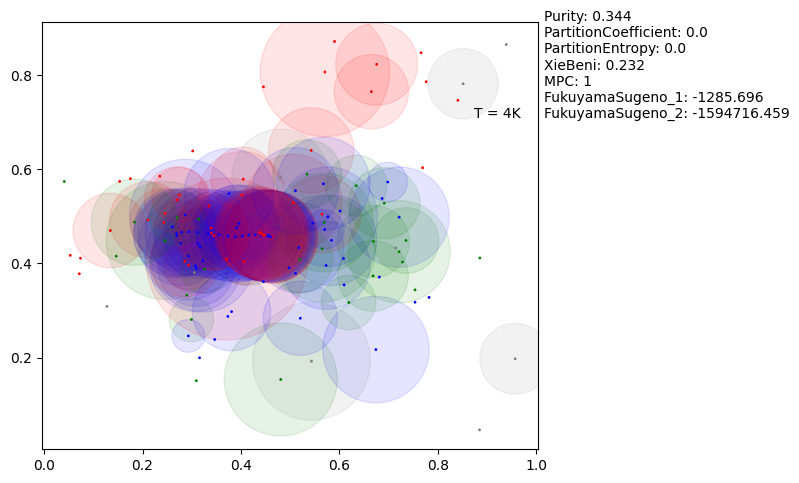 Purity: 0.344
PartitionCoefficient: 0.0
PartitionEntropy: 0.0
XieBeni: 0.232
MPC: 1
FukuyamaSugeno_1: -1285.696
FukuyamaSugeno_2: -1594716.459
T = 4K
0.8
0.6
0.4
0.2
0.0 0.2 0.4 0.6 0.8 1.0